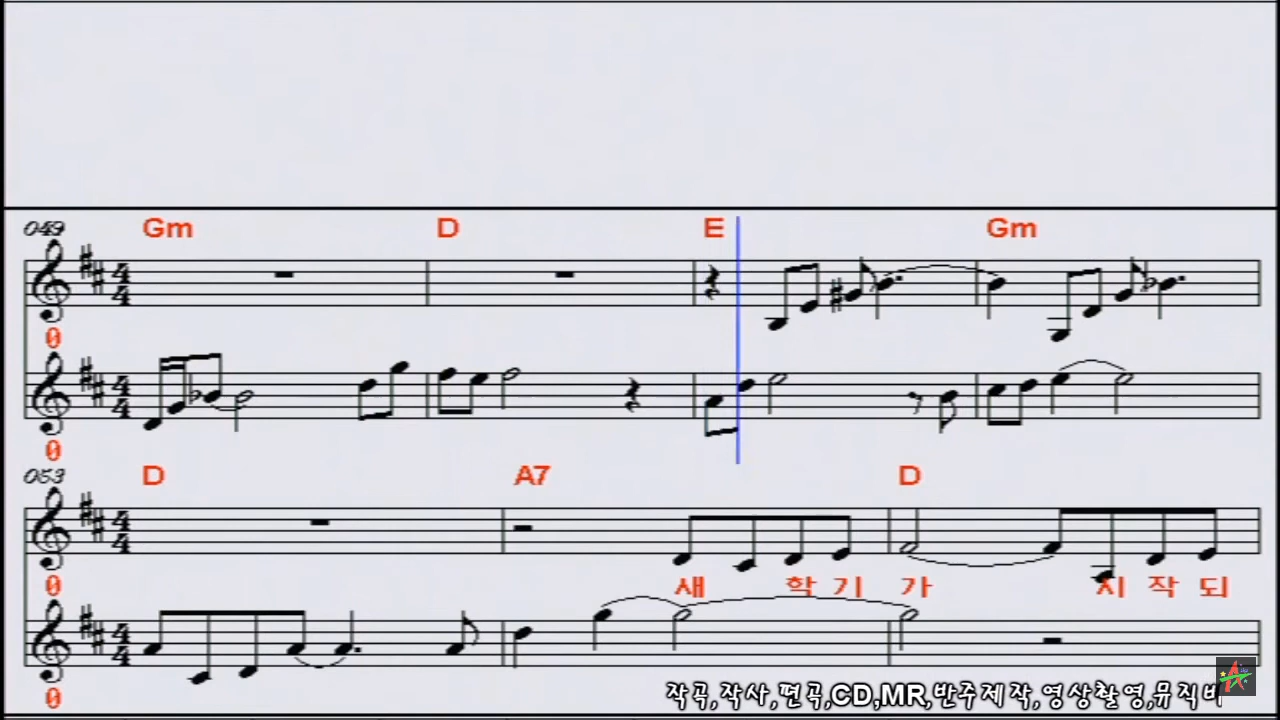 049 Gm D E Gm
0
0
053 D A7 D
0 새 학 기 가 시 작 되
0
작곡,작사,편곡,CD,MR,반주제작,영상촬영,뮤직비